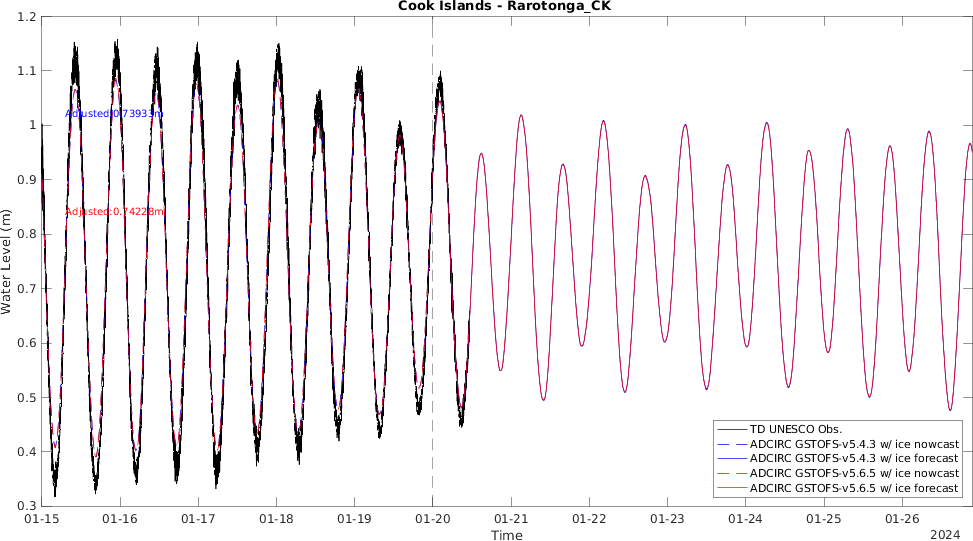 Cook Islands - Rarotonga_CK
1.2
1.1
1
0.9
0.8
0.7
0.6
0.5
0.4
0.3
Water Level (m)
Adjusted:0.73933m
Adjusted:0.74228m
TD UNESCO Obs.
ADCIRC GSTOFS-v5.4.3 w/ ice nowcast
ADCIRC GSTOFS-v5.4.3 w/ ice forecast
ADCIRC GSTOFS-v5.6.5 w/ ice nowcast
ADCIRC GSTOFS-v5.6.5 w/ ice forecast
01-15 01-16 01-17 01-18 01-19 01-20 01-21 01-22 01-23 01-24 01-25 01-26
Time
2024